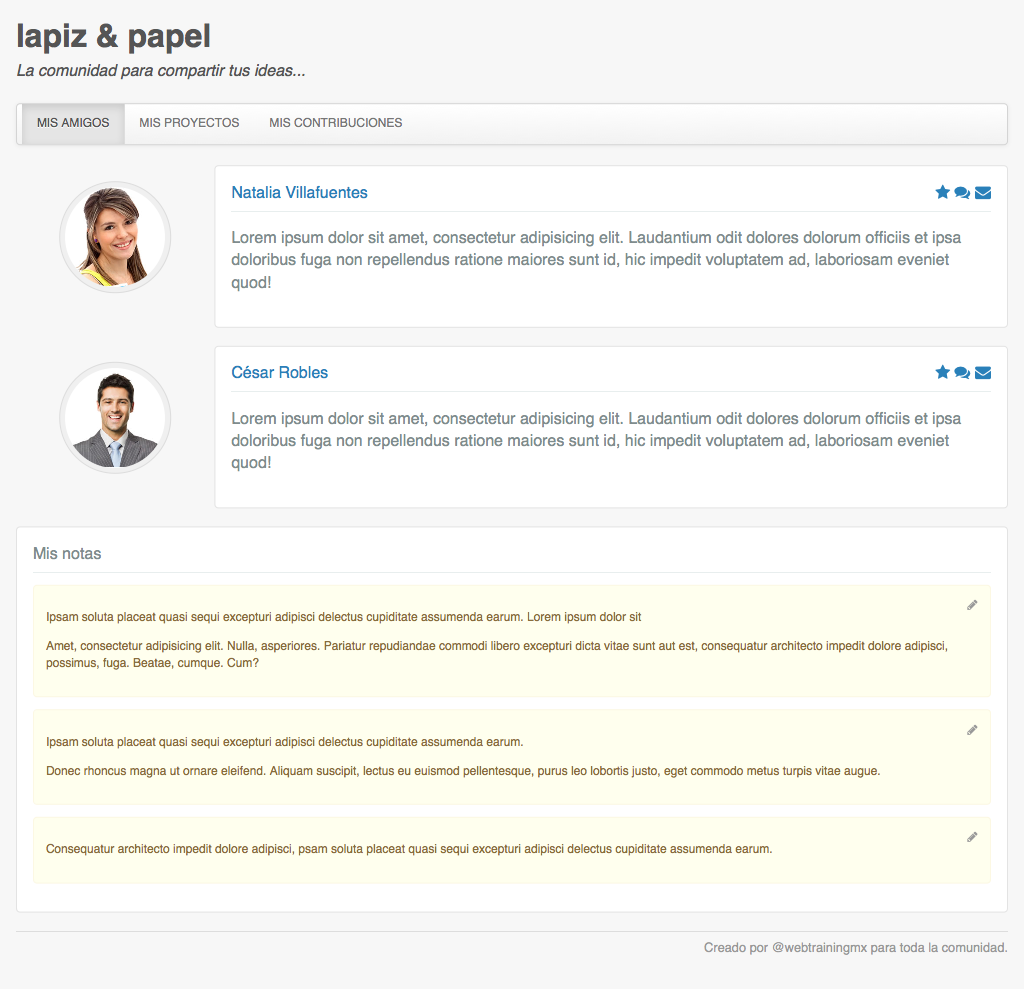 lapiz & papel
La comunidad para compartir tus ideas...
MIS AMIGOS MIS PROYECTOS MIS CONTRIBUCIONES
Natalia Villafuentes
Lorem ipsum dolor sit amet, consectetur adipisicing elit. Laudantium odit dolores dolorum officiis et ipsa
doloribus fuga non repellendus ratione maiores sunt id, hic impedit voluptatem ad, laboriosam eveniet
quod!
César Robles
Lorem ipsum dolor sit amet, consectetur adipisicing elit. Laudantium odit dolores dolorum officiis et ipsa
doloribus fuga non repellendus ratione maiores sunt id, hic impedit voluptatem ad, laboriosam eveniet
quod!
Mis notas
Ipsam soluta placeat quasi sequi excepturi adipisci delectus cupiditate assumenda earum. Lorem ipsum dolor sit
Amet, consectetur adipisicing elit. Nulla, asperiores. Pariatur repudiandae commodi libero excepturi dicta vitae sunt aut est, consequatur architecto impedit dolore adipisci,
possimus, fuga. Beatae, cumque. Cum?
Ipsam soluta placeat quasi sequi excepturi adipisci delectus cupiditate assumenda earum.
Donec rhoncus magna ut ornare eleifend. Aliquam suscipit, lectus eu euismod pellentesque, purus leo lobortis justo, eget commodo metus turpis vitae augue.
Consequatur architecto impedit dolore adipisci, psam soluta placeat quasi sequi excepturi adipisci delectus cupiditate assumenda earum.
Creado por @webtrainingmx para toda la comunidad.